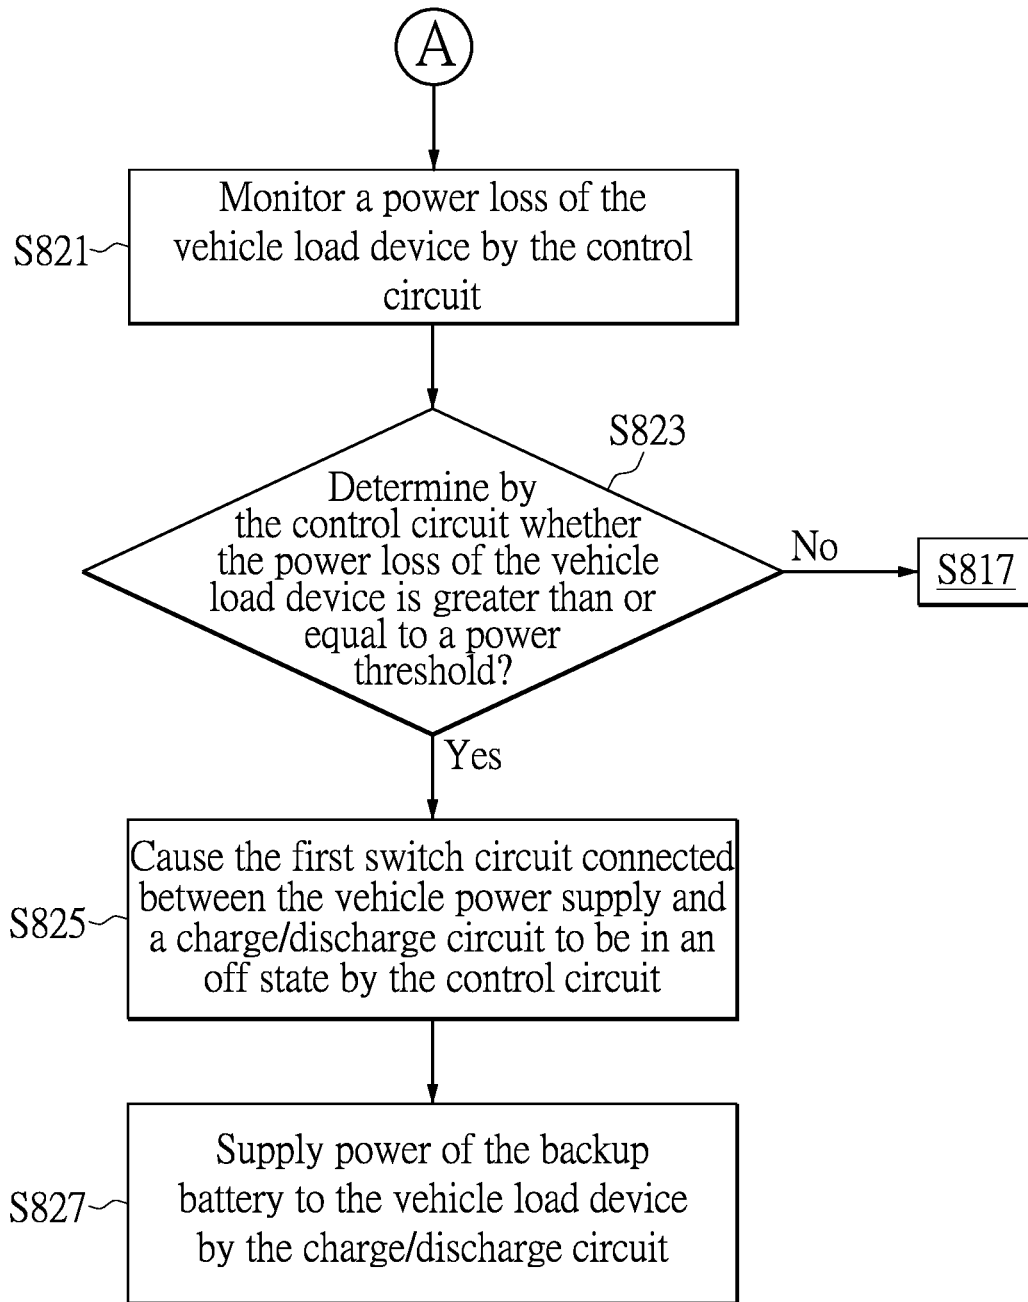 A
Monitor a power loss of the
vehicle load device by the control
circuit
S821
S823
Determine by
the control circuit whether
the power loss of the vehicle
load device is greater than or
equal to a power
threshold?
No
S817
Yes
Cause the first switch circuit connected
between the vehicle power supply and
a charge/discharge circuit to be in an
off state by the control circuit
S825
Supply power of the backup
battery to the vehicle load device
by the charge/discharge circuit
S827